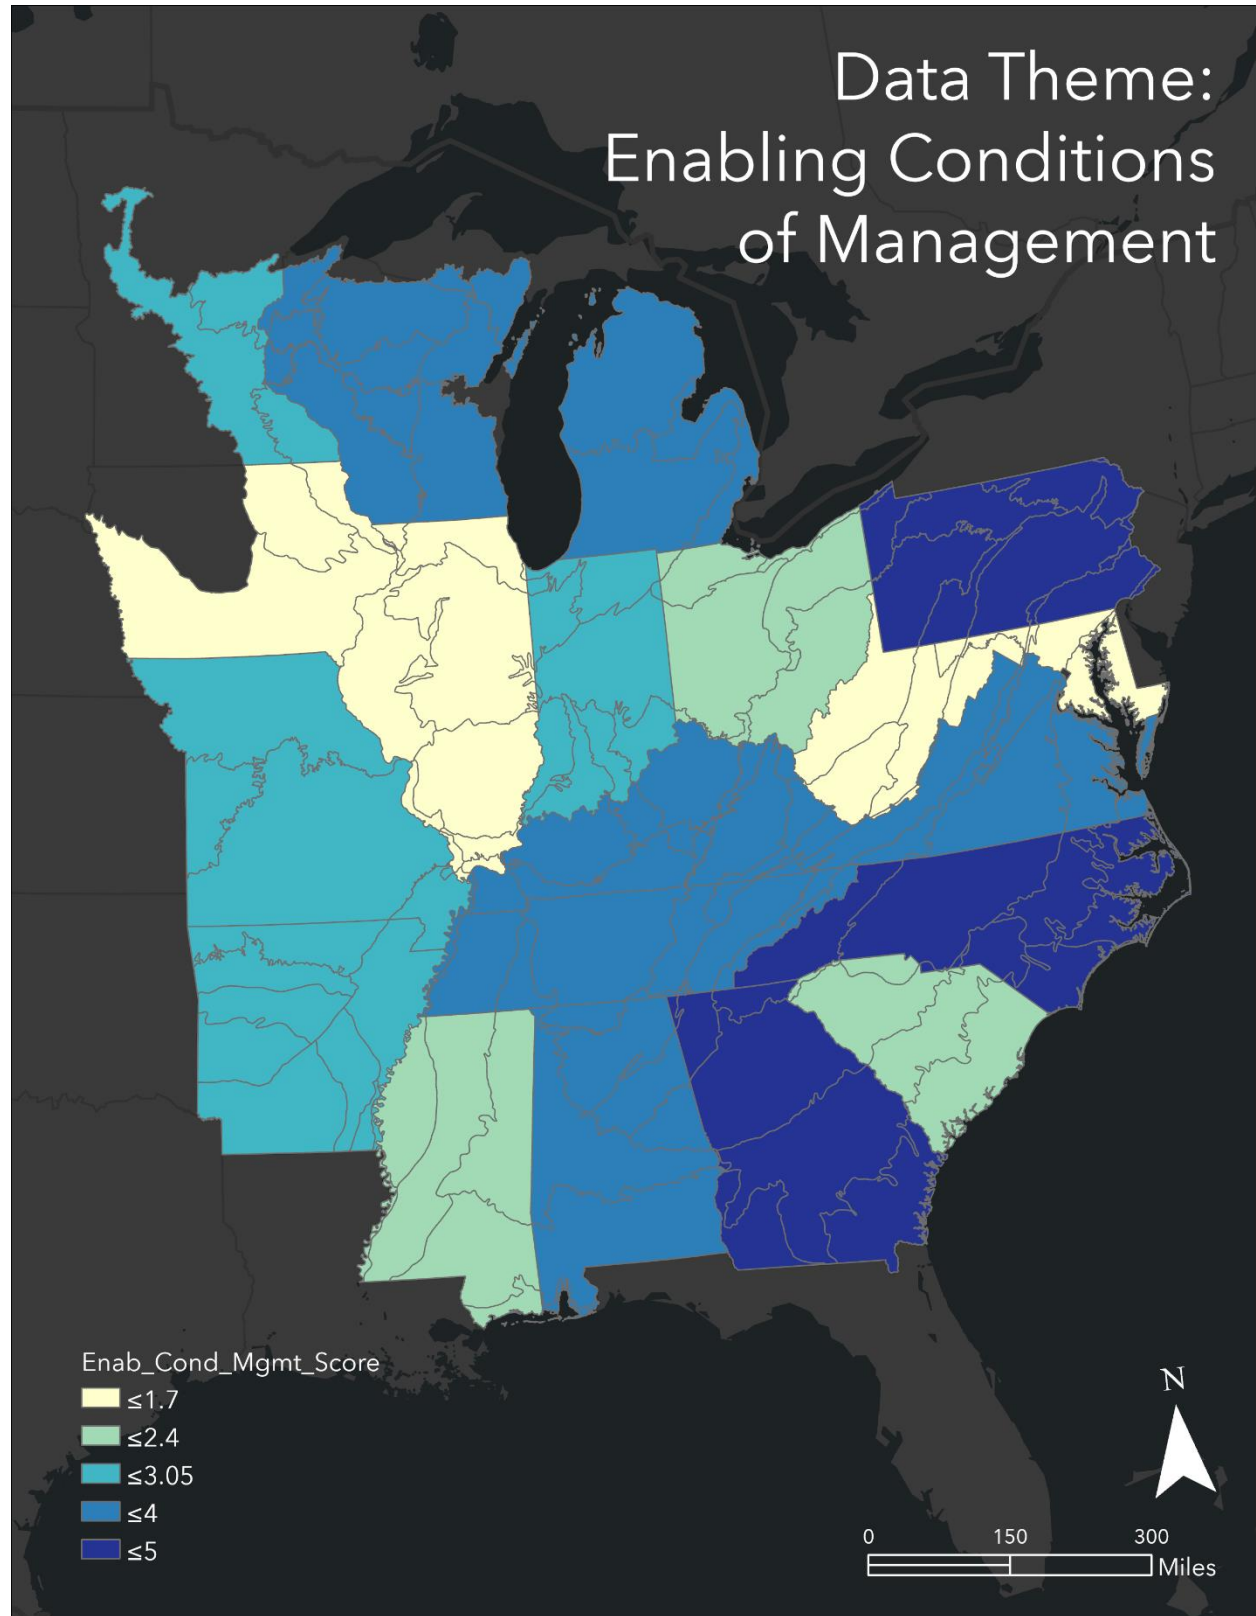 Data Theme:
Enabling Conditions
of Management
Enab_Cond_Mgmt_Score
≤1.7
≤2.4
≤3.05
≤4
≤5
N
0 150 300
Miles